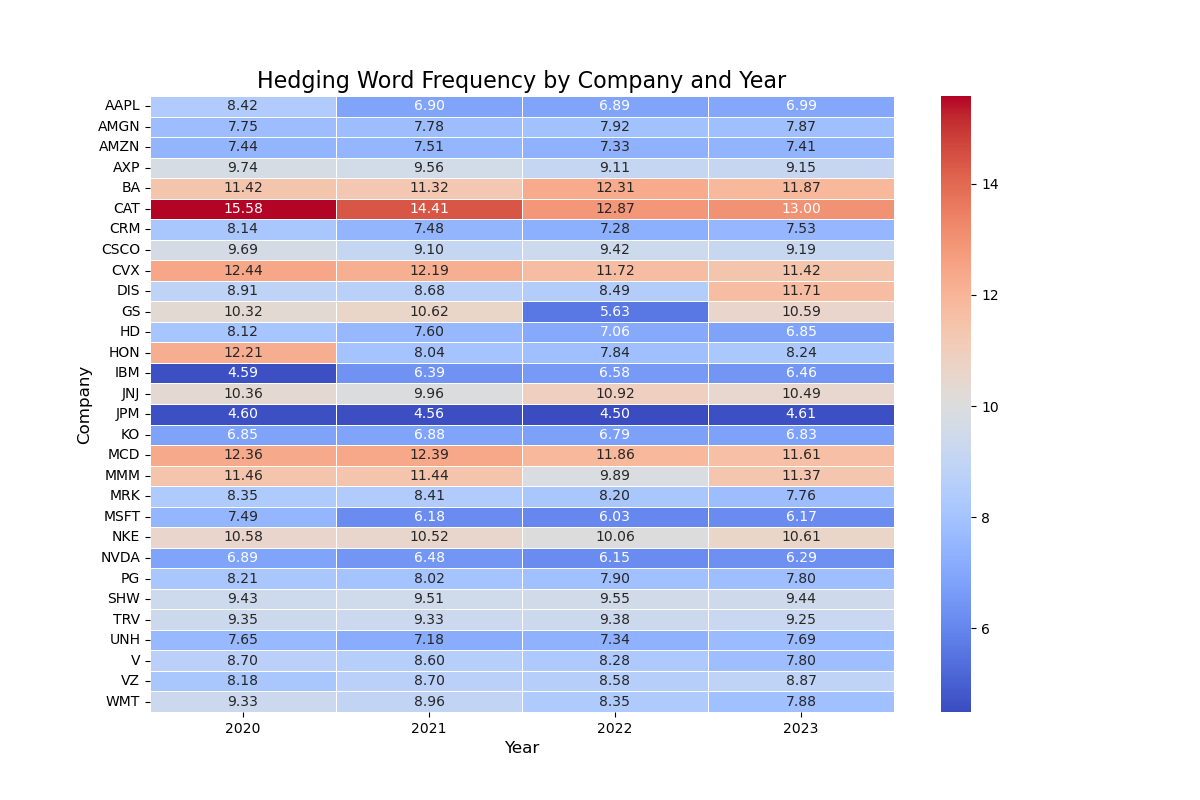 Hedging Word Frequency by Company and Year
AAPL 8.42 6.90 6.89 6.99
AMGN 7.75 7.78 7.92 7.87
AMZN 7.44 7.51 7.33 7.41
AXP 9.74 9.56 9.11 9.15
BA 11.42 11.32 12.31 11.87
14
CAT 15.58 14.41 12.87 13.00
CRM 8.14 7.48 7.28 7.53
CSCO 9.69 9.10 9.42 9.19
CVX 12.44 12.19 11.72 11.42
DIS 8.91 8.68 8.49 11.71
12
GS 10.32 10.62 5.63 10.59
HD 8.12 7.60 7.06 6.85
HON 12.21 8.04 7.84 8.24
IBM 4.59 6.39 6.58 6.46
JNJ 10.36 9.96 10.92 10.49
10
Company
JPM 4.60 4.56 4.50 4.61
KO 6.85 6.88 6.79 6.83
MCD 12.36 12.39 11.86 11.61
MMM 11.46 11.44 9.89 11.37
MRK 8.35 8.41 8.20 7.76
MSFT 7.49 6.18 6.03 6.17
8
NKE 10.58 10.52 10.06 10.61
NVDA 6.89 6.48 6.15 6.29
PG 8.21 8.02 7.90 7.80
SHW 9.43 9.51 9.55 9.44
TRV 9.35 9.33 9.38 9.25
6
UNH 7.65 7.18 7.34 7.69
V 8.70 8.60 8.28 7.80
VZ 8.18 8.70 8.58 8.87
WMT 9.33 8.96 8.35 7.88
2020 2021 2022 2023
Year